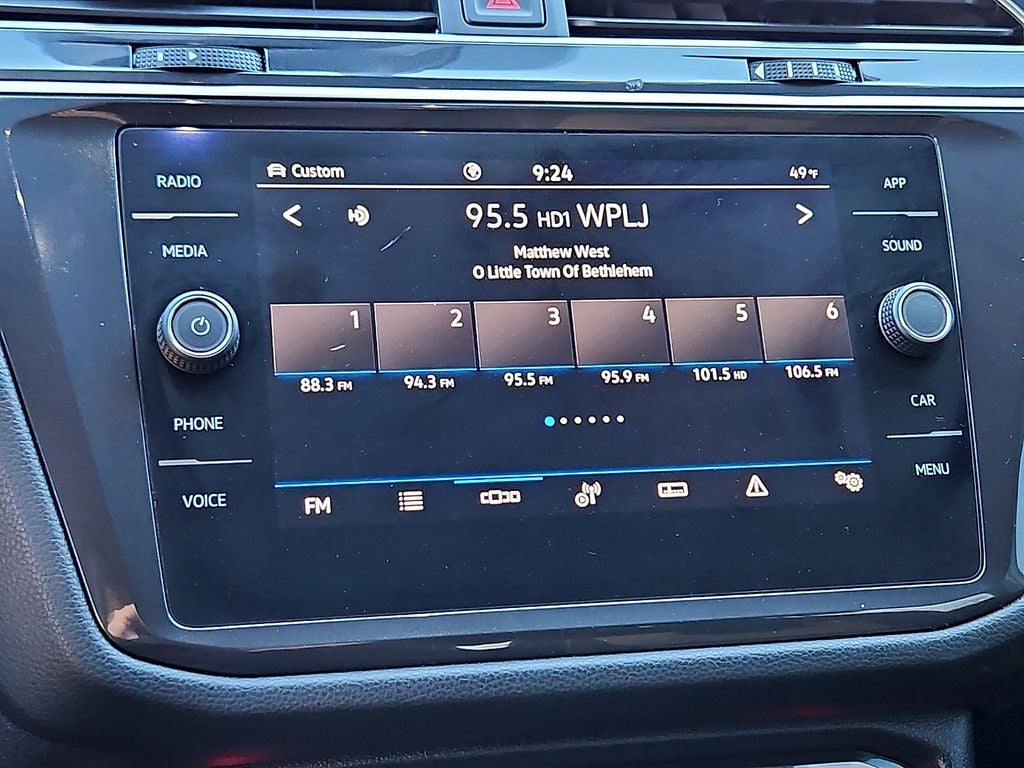 RADIO
MEDIA
PHONE
VOICE
Custom
9:24
49°F
95.5 HD1 WPLJ
Matthew West
O Little Town Of Bethlehem
1 2 3 4 5 6
88.3 FM 94.3 FM 95.5 FM 95.9 FM 101.5 HD 106.5 FM
FM
APP
SOUND
CAR
MENU